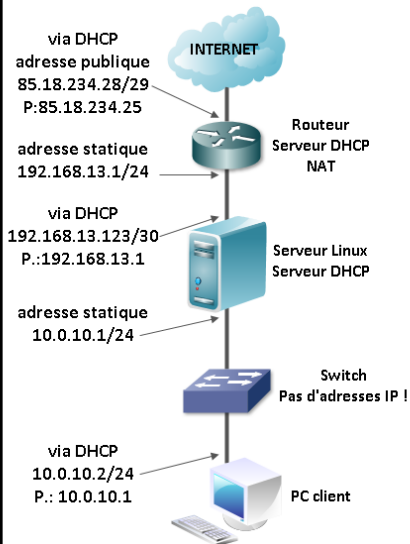 INTERNET
via DHCP
adresse publique
85.18.234.28/29
P:85.18.234.25
Routeur
Serveur DHCP
NAT
adresse statique
192.168.13.1/24
via DHCP
192.168.13.123/30
P.:192.168.13.1
Serveur Linux
Serveur DHCP
adresse statique
10.0.10.1/24
Switch
Pas d'adresses IP !
via DHCP
10.0.10.2/24
P.: 10.0.10.1
PC client